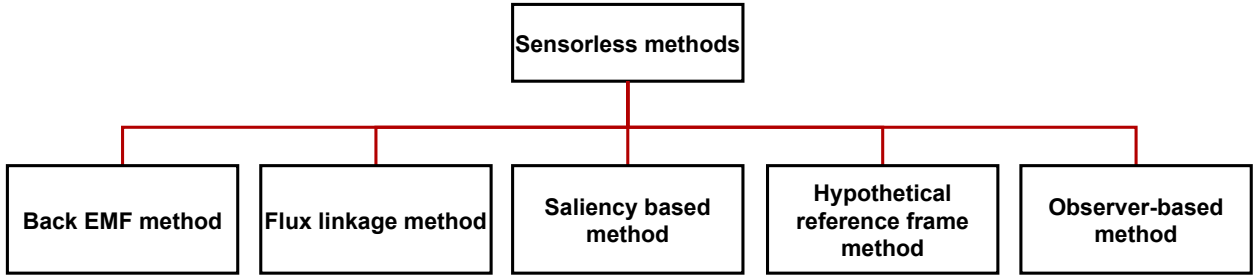 Sensorless methods
Back EMF method
Flux linkage method
Saliency based
method
Hypothetical
reference frame
method
Observer-based
method